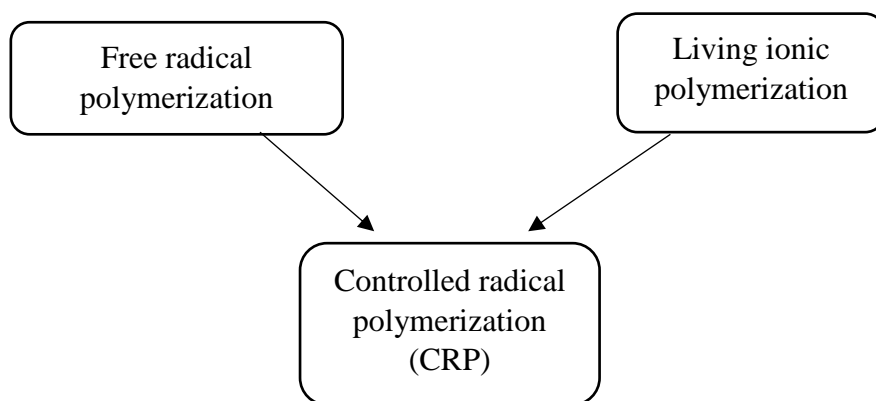 Free radical
polymerization
Living ionic
polymerization
Controlled radical
polymerization
(CRP)